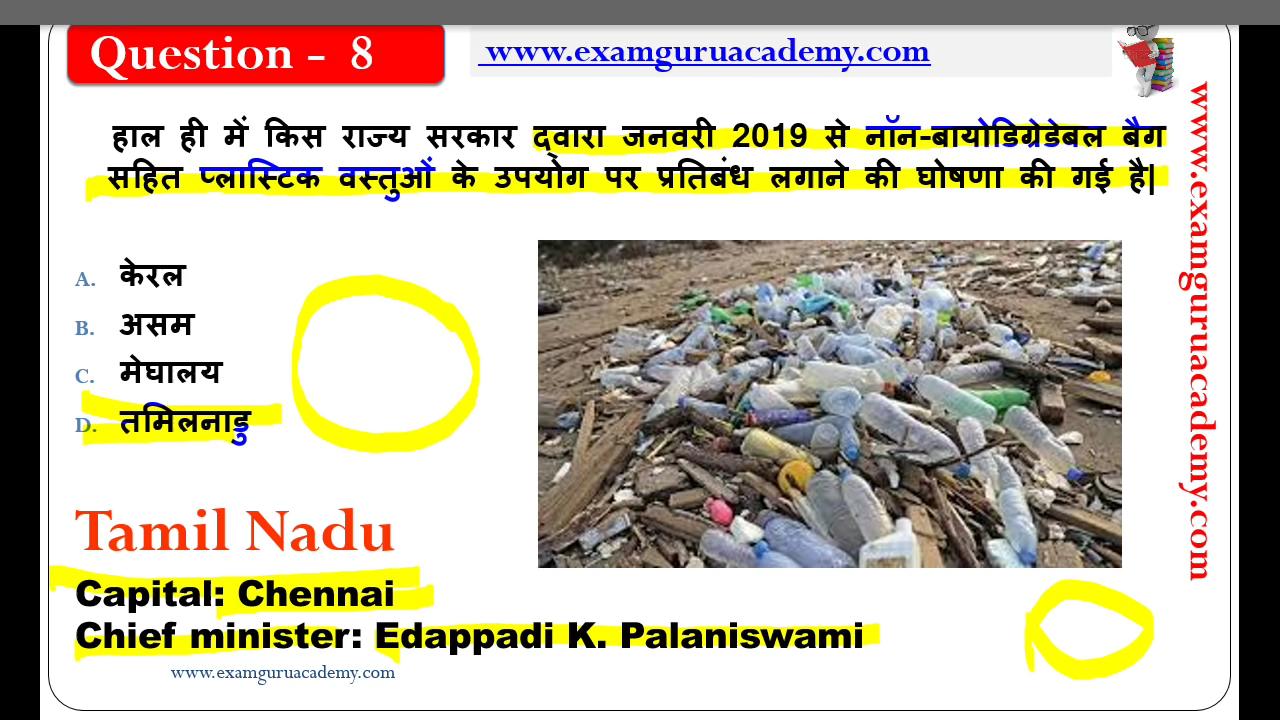 Question - 8
www.examguruacademy.com
हाल ही में किस राज्य सरकार द्वारा जनवरी 2019 से नॉन-बायोडिग्रेडेबल बैग
सहित प्लास्टिक वस्तुओं के उपयोग पर प्रतिबंध लगाने की घोषणा की गई है|
A. केरल
B. असम
C. मेघालय
D. तमिलनाडु
Tamil Nadu
Capital: Chennai
Chief minister: Edappadi K. Palaniswami
www.examguruacademy.com
www.examguruacademy.com